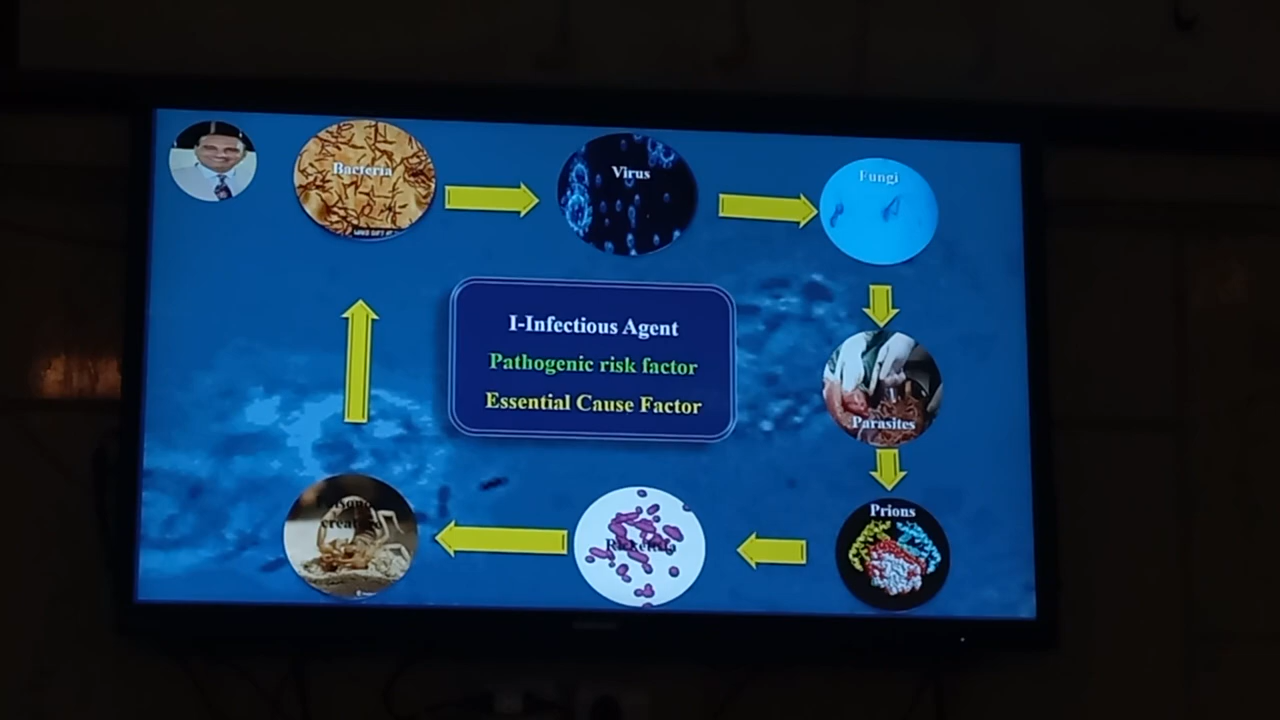 Bacteria
Virus
Fungi
I-Infectious Agent
Pathogenic risk factor
Essential Cause Factor
Parasites
Prions